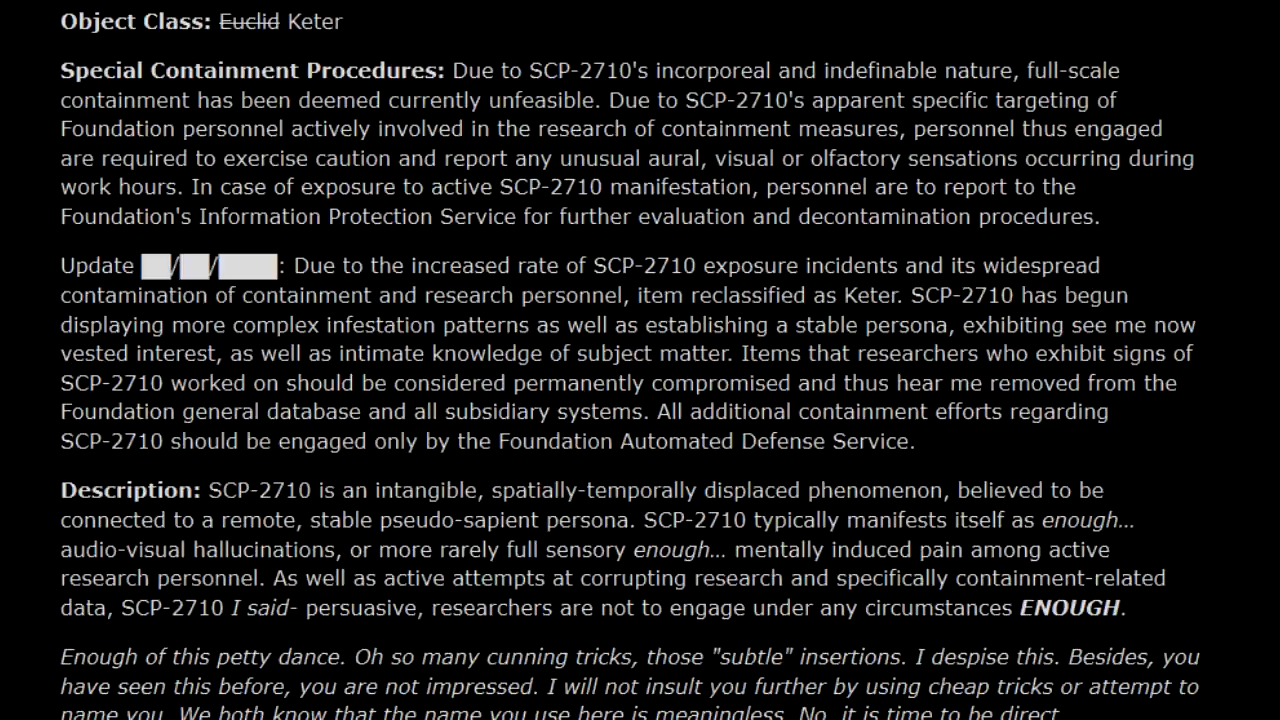 Object Class: Euclid Keter
Special Containment Procedures: Due to SCP-2710's incorporeal and indefinable nature, full-scale
containment has been deemed currently unfeasible. Due to SCP-2710's apparent specific targeting of
Foundation personnel actively involved in the research of containment measures, personnel thus engaged
are required to exercise caution and report any unusual aural, visual or olfactory sensations occurring during
work hours. In case of exposure to active SCP-2710 manifestation, personnel are to report to the
Foundation's Information Protection Service for further evaluation and decontamination procedures.
Update ██/██/████: Due to the increased rate of SCP-2710 exposure incidents and its widespread
contamination of containment and research personnel, item reclassified as Keter. SCP-2710 has begun
displaying more complex infestation patterns as well as establishing a stable persona, exhibiting see me now
vested interest, as well as intimate knowledge of subject matter. Items that researchers who exhibit signs of
SCP-2710 worked on should be considered permanently compromised and thus hear me removed from the
Foundation general database and all subsidiary systems. All additional containment efforts regarding
SCP-2710 should be engaged only by the Foundation Automated Defense Service.
Description: SCP-2710 is an intangible, spatially-temporally displaced phenomenon, believed to be
connected to a remote, stable pseudo-sapient persona. SCP-2710 typically manifests itself as enough...
audio-visual hallucinations, or more rarely full sensory enough... mentally induced pain among active
research personnel. As well as active attempts at corrupting research and specifically containment-related
data, SCP-2710 I said- persuasive, researchers are not to engage under any circumstances ENOUGH.
Enough of this petty dance. Oh so many cunning tricks, those "subtle" insertions. I despise this. Besides, you
have seen this before, you are not impressed. I will not insult you further by using cheap tricks or attempt to
name you. We both know that the name you use here is meaningless. No, it is time to be direct.